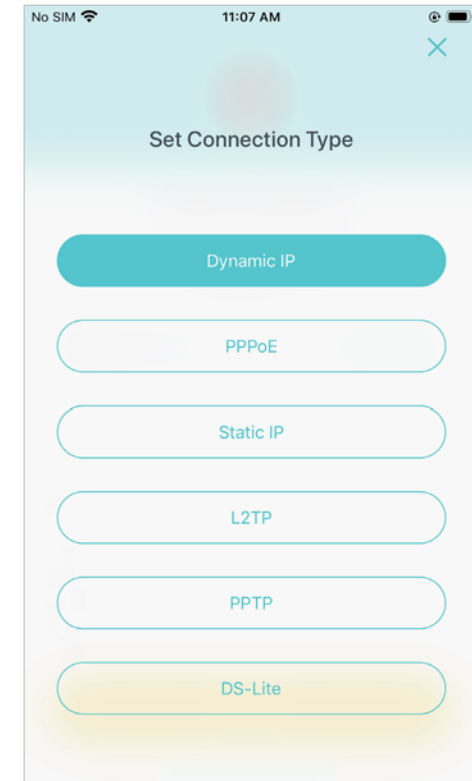 No SIM 11:07 AM
Set Connection Type
Dynamic IP
PPPoE
Static IP
L2TP
PPTP
DS-Lite